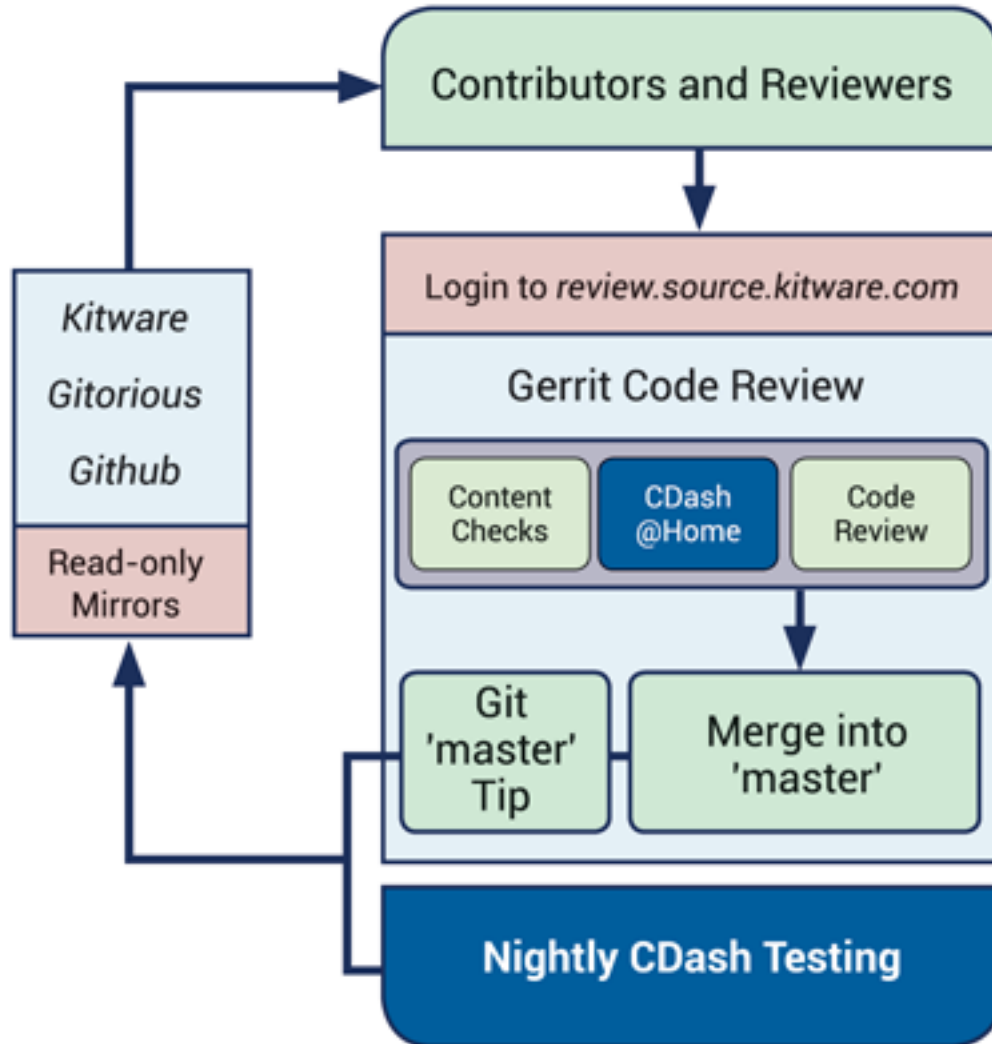 Contributors and Reviewers
Login to review.source.kitware.com
Gerrit Code Review
Content
Checks
CDash
@Home
Code
Review
Kitware
Gitorious
Github
Read-only
Mirrors
Git
'master'
Tip
Merge into
'master'
Nightly CDash Testing